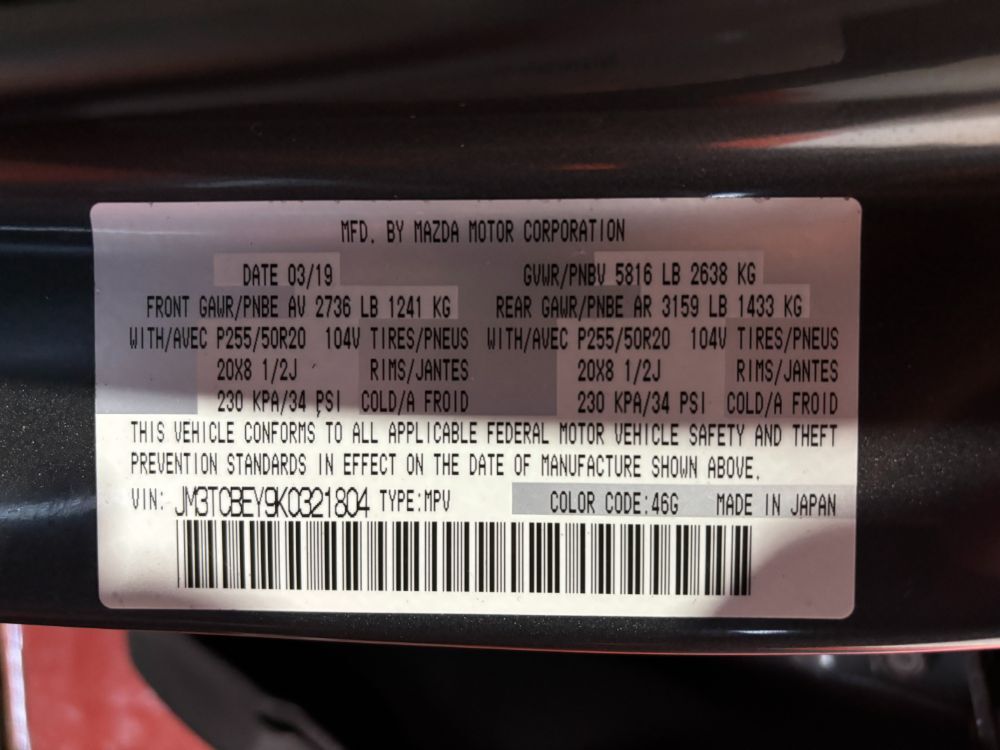 MFD. BY MAZDA MOTOR CORPORATION
DATE 03/19 GVWR/PNBV 5816 LB 2638 KG
FRONT GAWR/PNBE AV 2736 LB 1241 KG REAR GAWR/PNBE AR 3159 LB 1433 KG
WITH/AVEC P255/50R20 104V TIRES/PNEUS WITH/AVEC P255/50R20 104V TIRES/PNEUS
20X8 1/2J RIMS/JANTES 20X8 1/2J RIMS/JANTES
230 KPA/34 PSI COLD/A FROID 230 KPA/34 PSI COLD/A FROID
THIS VEHICLE CONFORMS TO ALL APPLICABLE FEDERAL MOTOR VEHICLE SAFETY AND THEFT
PREVENTION STANDARDS IN EFFECT ON THE DATE OF MANUFACTURE SHOWN ABOVE.
VIN: JM3TCBEY9K0321804 TYPE:MPV COLOR CODE:46G MADE IN JAPAN